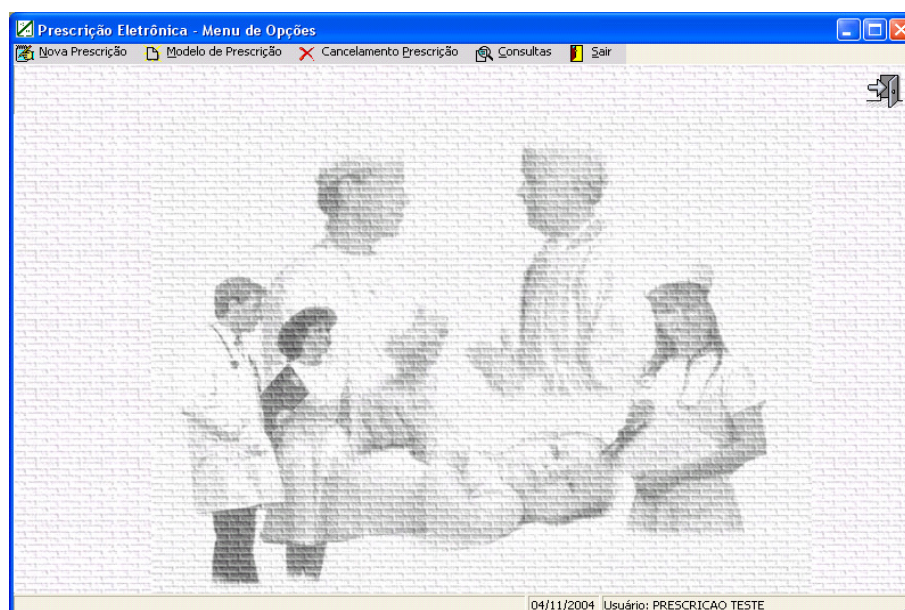 Prescrição Eletrônica - Menu de Opções
Nova Prescrição Modelo de Prescrição Cancelamento Prescrição Consultas Sair
04/11/2004 Usuário: PRESCRICAO TESTE